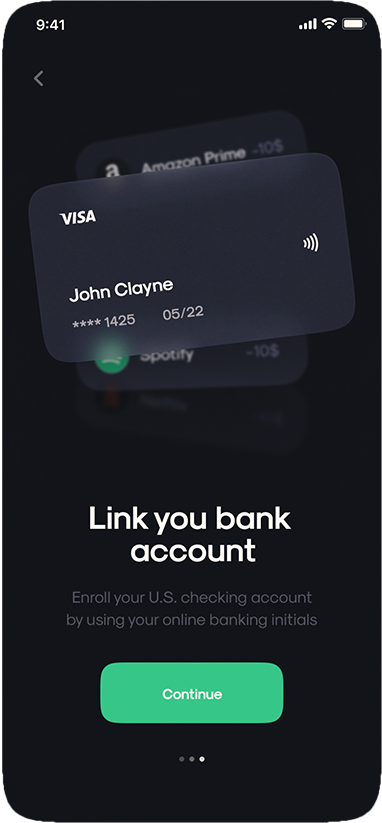 9:41
a
Amazon Prime -10$
VISA
John Clayne
**** 1425 05/22
Spotify -10$
Link you bank
account
Enroll your U.S. checking account
by using your online banking initials
Continue